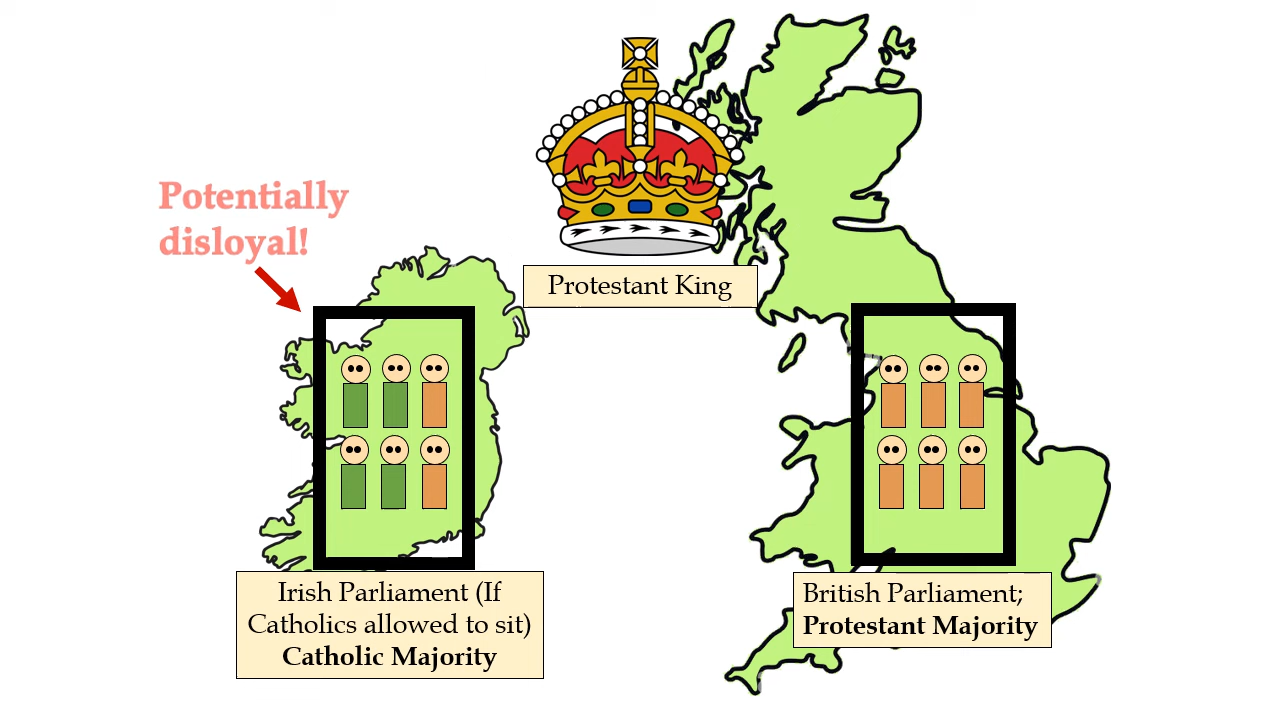 Potentially
disloyal!
Protestant King
Irish Parliament (If
Catholics allowed to sit)
Catholic Majority
British Parliament;
Protestant Majority